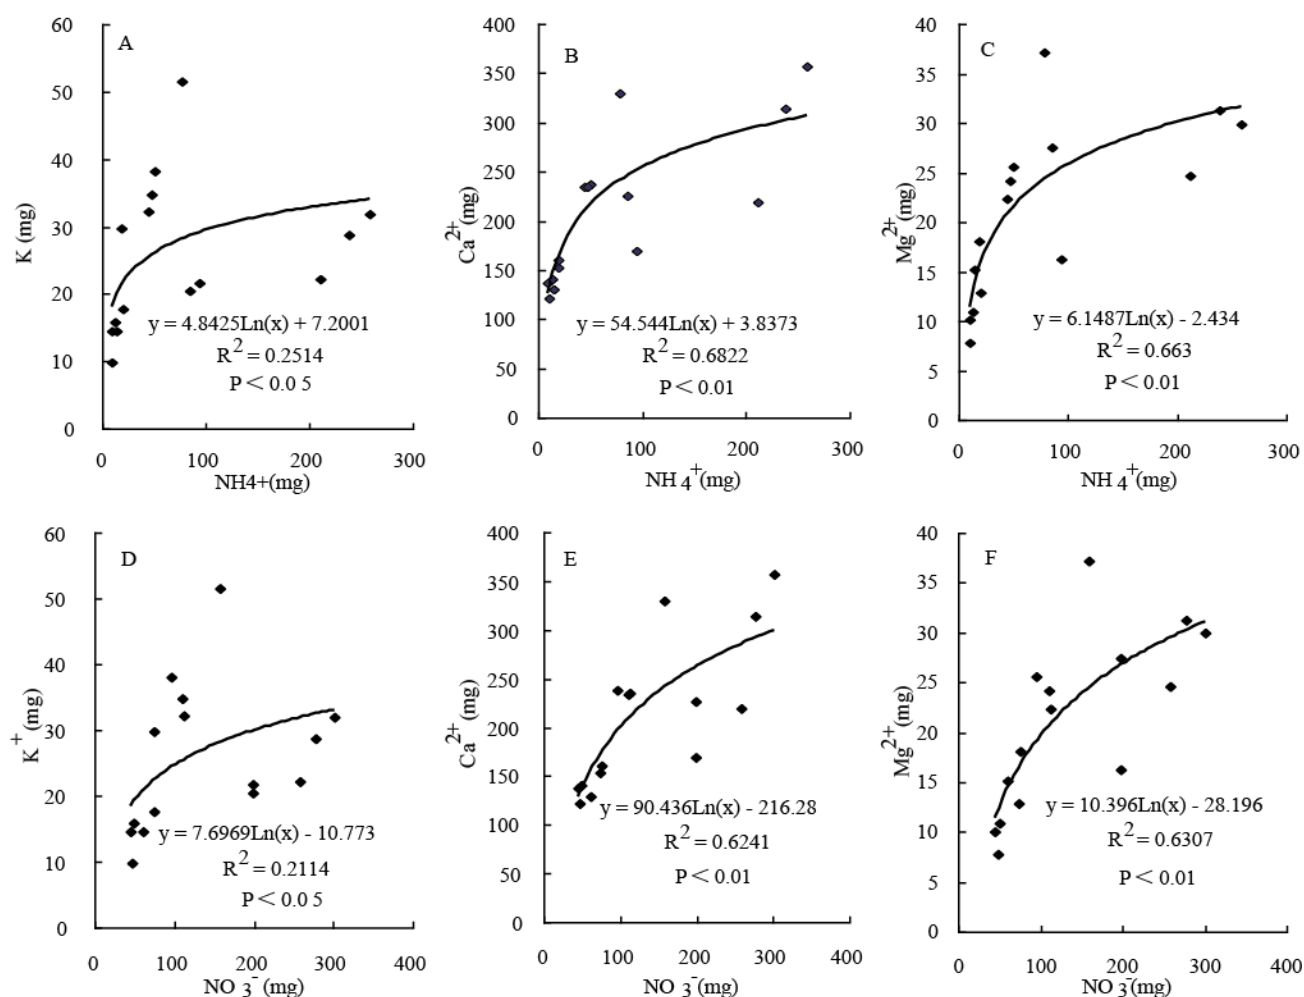 A
K (mg)
60
50
40
30
20
10
0
y = 4.8425Ln(x) + 7.2001
R2 = 0.2514
P < 0.0 5
0 100 200 300
NH4+(mg)
B
Ca2+(mg)
400
350
300
250
200
150
100
50
0
y = 54.544Ln(x) + 3.8373
R2 = 0.6822
P < 0.01
0 100 200 300
NH 4+(mg)
C
Mg2+(mg)
40
35
30
25
20
15
10
5
0
y = 6.1487Ln(x) - 2.434
R2 = 0.663
P < 0.01
0 100 200 300
NH 4+(mg)
D
K+ (mg)
60
50
40
30
20
10
0
y = 7.6969Ln(x) - 10.773
R2 = 0.2114
P < 0.0 5
0 100 200 300 400
NO 3- (mg)
E
Ca2+ (mg)
400
350
300
250
200
150
100
50
0
y = 90.436Ln(x) - 216.28
R2 = 0.6241
P < 0.01
0 100 200 300 400
NO 3-(mg)
F
Mg2+(mg)
40
35
30
25
20
15
10
5
0
y = 10.396Ln(x) - 28.196
R2 = 0.6307
P < 0.01
0 100 200 300 400
NO 3-(mg)